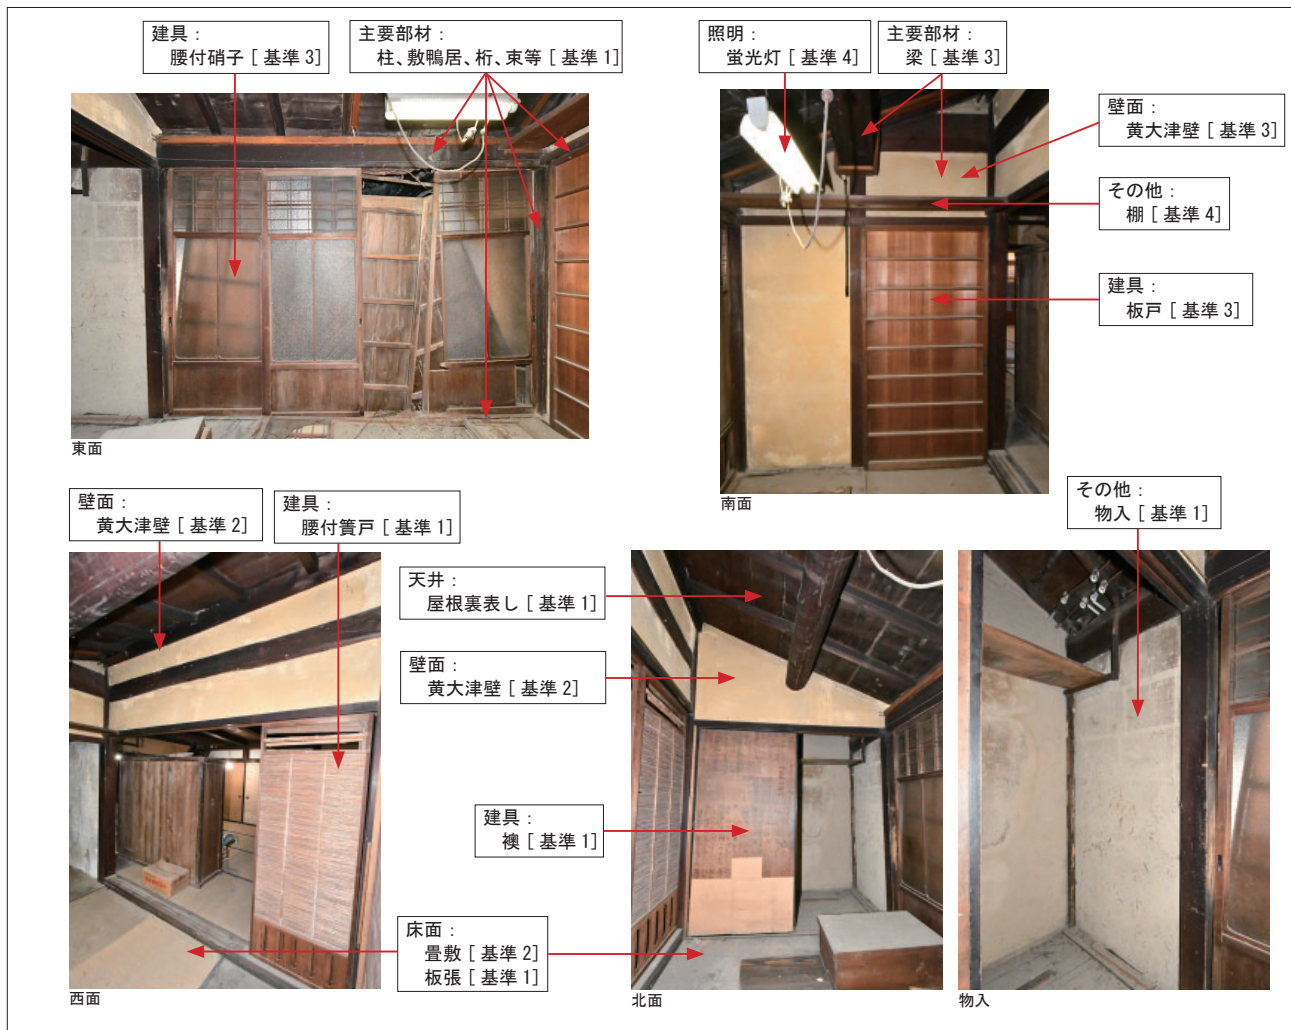 建具：
腰付硝子 [ 基準 3]
主要部材：
柱、敷鴨居、桁、束等 [ 基準 1]
照明：
蛍光灯 [ 基準 4]
主要部材：
梁 [ 基準 3]
壁面：
黄大津壁 [ 基準 3]
その他：
棚 [ 基準 4]
建具：
板戸 [ 基準 3]
東面
南面
壁面：
黄大津壁 [ 基準 2]
建具：
腰付簀戸 [ 基準 1]
その他：
物入 [ 基準 1]
天井：
屋根裏表し [ 基準 1]
壁面：
黄大津壁 [ 基準 2]
建具：
襖 [ 基準 1]
床面：
畳敷 [ 基準 2]
板張 [ 基準 1]
西面
北面
物入